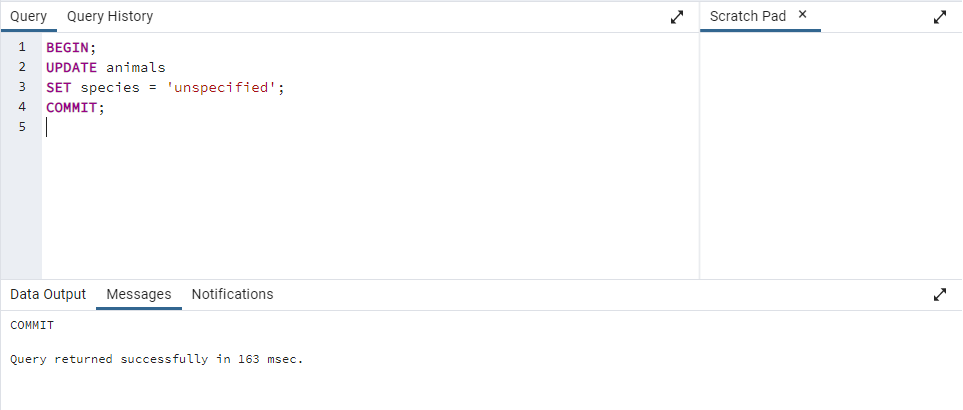 Query Query History Scratch Pad ×
1 BEGIN;
2 UPDATE animals
3 SET species = 'unspecified';
4 COMMIT;
5
Data Output Messages Notifications
COMMIT
Query returned successfully in 163 msec.